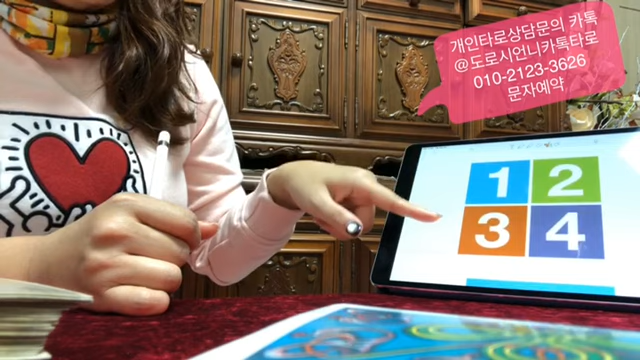 개인타로상담문의 카톡
@도로시언니카톡타로
010-2123-3626
문자예약
1 2
3 4